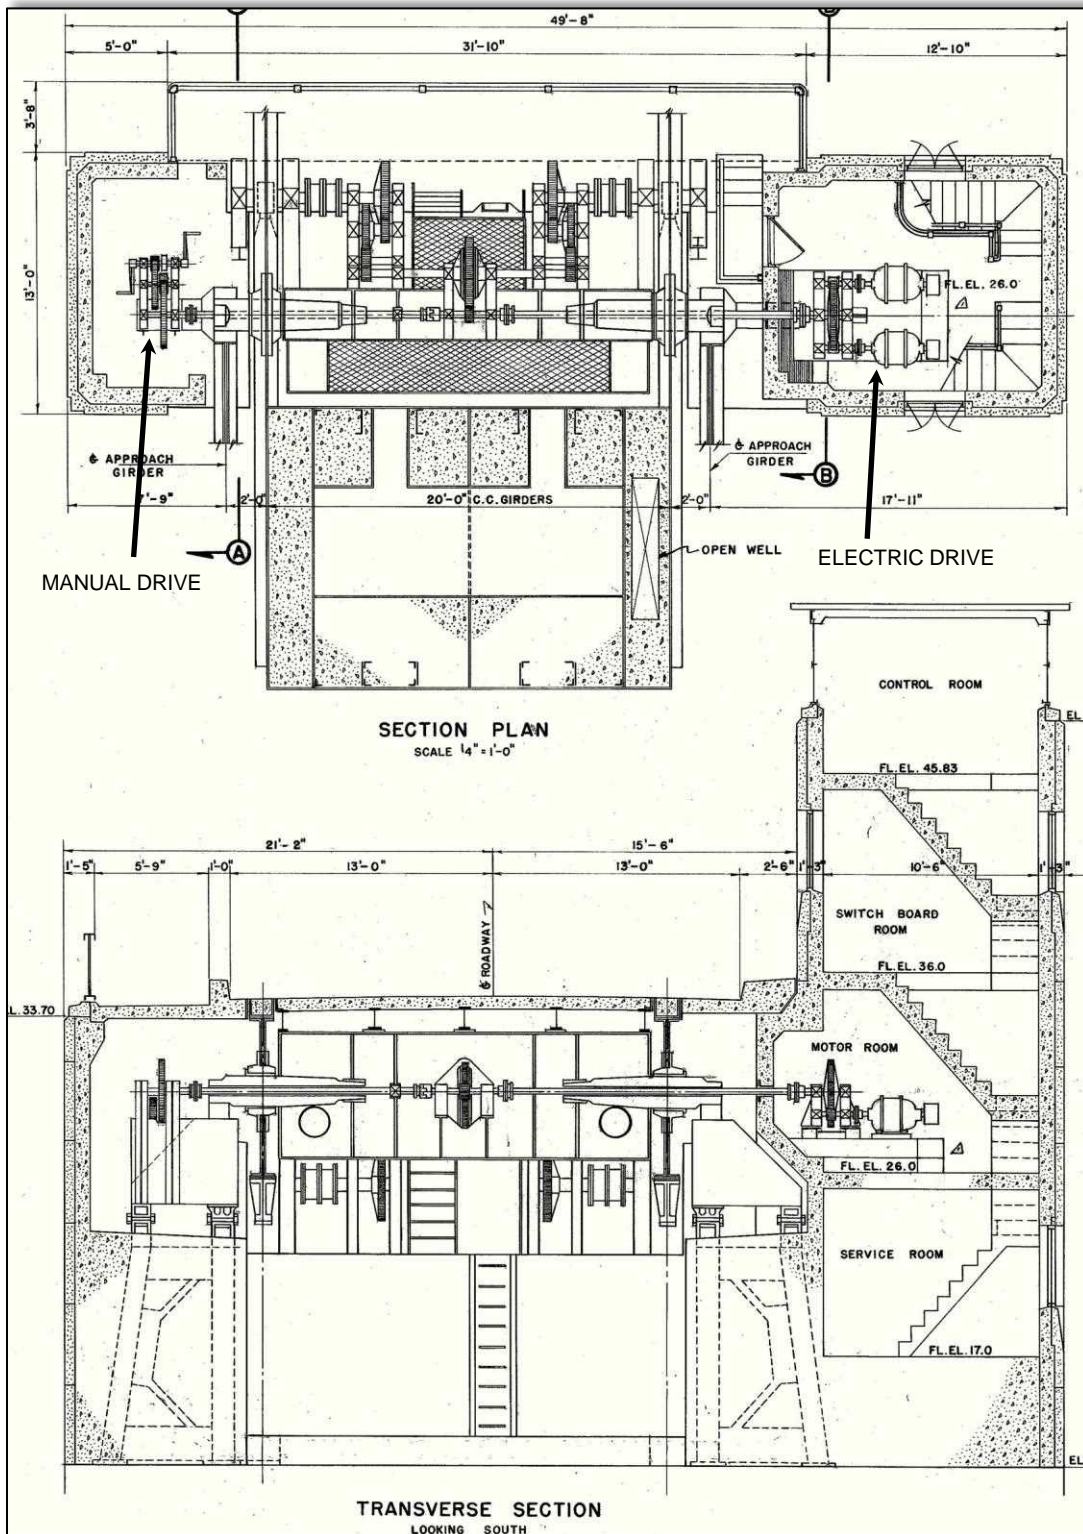 49'-8"
5'-0"
31'-10"
12'-10"
3'-8"
13'-0"
FL.EL. 26.0
℄ APPROACH
GIRDER
℄ APPROACH
GIRDER
B
7'-9"
2'-0"
20'-0" C.C. GIRDERS
2'-0"
17'-11"
A
OPEN WELL
MANUAL DRIVE
ELECTRIC DRIVE
SECTION PLAN
SCALE 1/4" = 1'-0"
CONTROL ROOM
EL.
FL. EL. 45.83
21'-2"
15'-6"
1'-5"
5'-9"
1'-0"
13'-0"
13'-0"
2'-6"
1'-3"
10'-6"
1'-3"
℄ ROADWAY
SWITCH BOARD
ROOM
FL. EL. 36.0
L. 33.70
MOTOR ROOM
FL. EL. 26.0
SERVICE ROOM
FL. EL. 17.0
EL
TRANSVERSE SECTION
LOOKING SOUTH